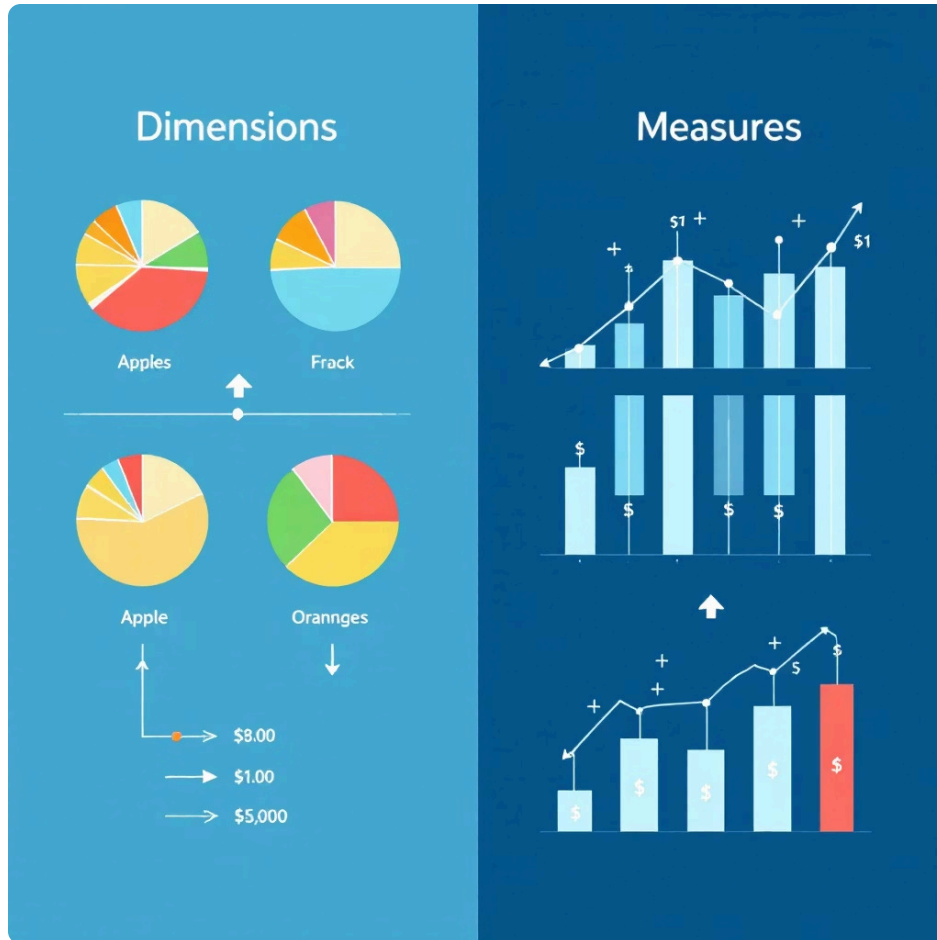 Dimensions
Apples
Frack
Apple
Orannges
$8.00
$1.00
$5,000
Measures
$1
$1
$
$
$
$
$
$
$
$
$
$
$